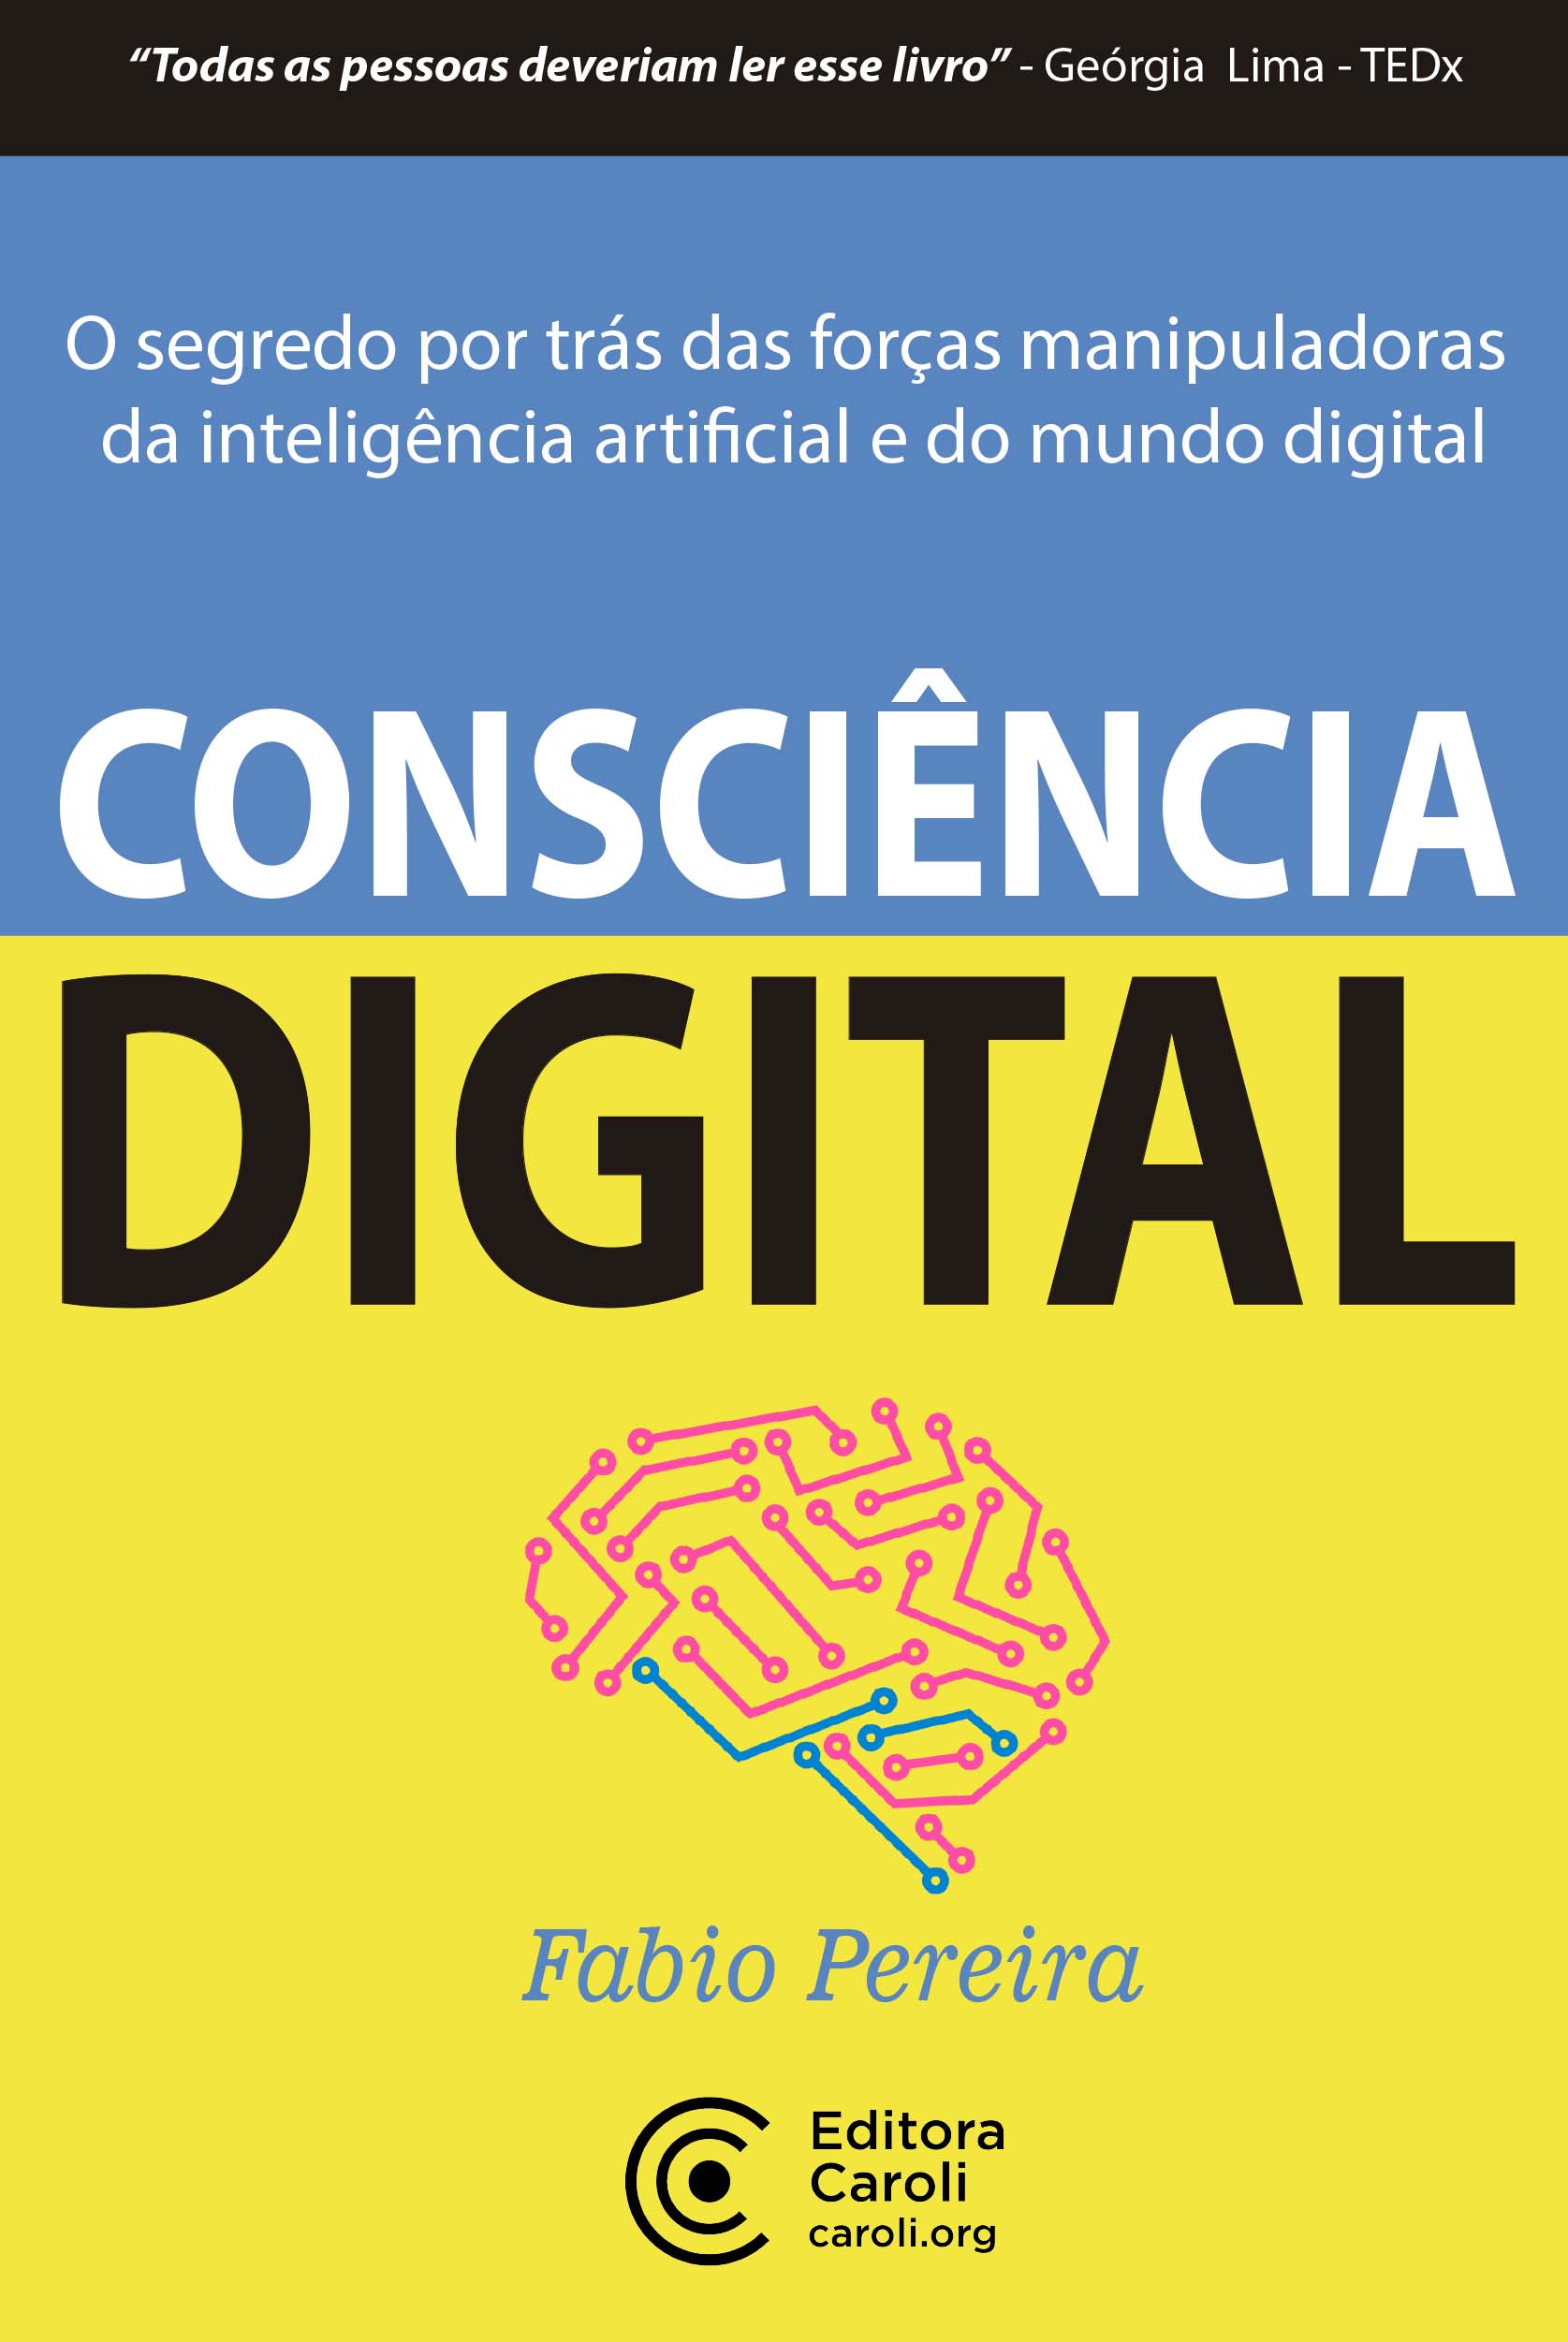 “Todas as pessoas deveriam ler esse livro” - Geórgia Lima - TEDx
O segredo por trás das forças manipuladoras
da inteligência artificial e do mundo digital
CONSCIÊNCIA
DIGITAL
Fabio Pereira
Editora
Caroli
caroli.org